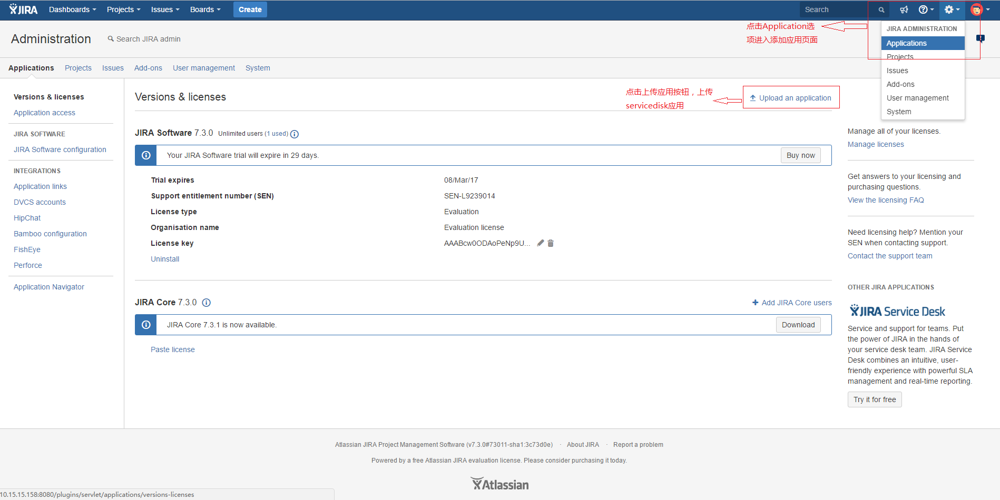 JIRA Dashboards Projects Issues Boards Create Search
Administration Search JIRA admin
点击Application选
项进入添加应用页面
JIRA ADMINISTRATION
Applications
Projects
Issues
Add-ons
User management
System
Applications Projects Issues Add-ons User management System
Versions & licenses
Application access
JIRA SOFTWARE
JIRA Software configuration
INTEGRATIONS
Application links
DVCS accounts
HipChat
Bamboo configuration
FishEye
Perforce
Application Navigator
Versions & licenses
点击上传应用按钮，上传
servicedisk应用
Upload an application
JIRA Software 7.3.0 Unlimited users (1 used)
Your JIRA Software trial will expire in 29 days. Buy now
Trial expires 08/Mar/17
Support entitlement number (SEN) SEN-L9239014
License type Evaluation
Organisation name Evaluation license
License key AAABcw0ODAoPeNp9U...
Uninstall
JIRA Core 7.3.0 Add JIRA Core users
JIRA Core 7.3.1 is now available. Download
Paste license
Manage all of your licenses.
Manage licenses
Get answers to your licensing and
purchasing questions.
View the licensing FAQ
Need licensing help? Mention your
SEN when contacting support.
Contact the support team
OTHER JIRA APPLICATIONS
JIRA Service Desk
Service and support for teams. Put
the power of JIRA in the hands of
your service desk team. JIRA Service
Desk combines an intuitive, user-
friendly experience with powerful SLA
management and real-time reporting.
Try it for free
Atlassian JIRA Project Management Software (v7.3.0#73011-sha1:3c73d0e) · About JIRA · Report a problem
Powered by a free Atlassian JIRA evaluation license. Please consider purchasing it today.
Atlassian
10.15.15.158:8080/plugins/servlet/applications/versions-licenses